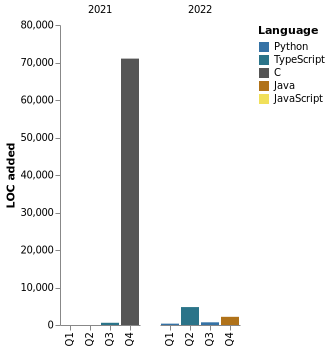 2021 2022
Language
Python
TypeScript
C
Java
JavaScript
LOC added
80,000
70,000
60,000
50,000
40,000
30,000
20,000
10,000
0
Q1 Q2 Q3 Q4 Q1 Q2 Q3 Q4